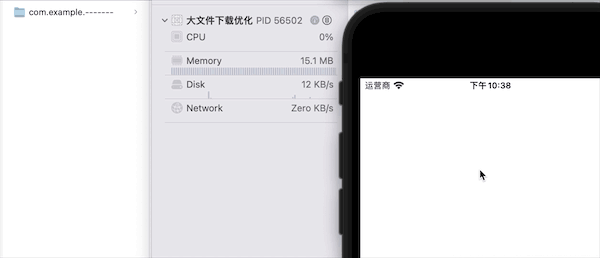 com.example.-------
大文件下载优化 PID 56502
CPU 0%
Memory 15.1 MB
Disk 12 KB/s
Network Zero KB/s
运营商 下午10:38